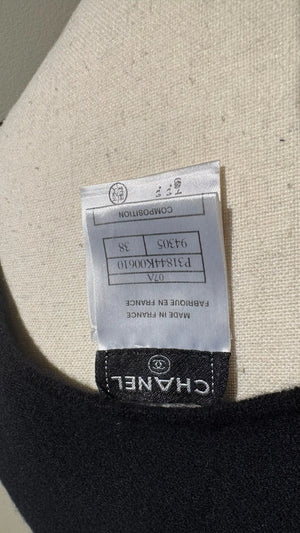 CHANEL
MADE IN FRANCE
FABRIQUE EN FRANCE
07A
P31844K00610
94305 38
COMPOSITION